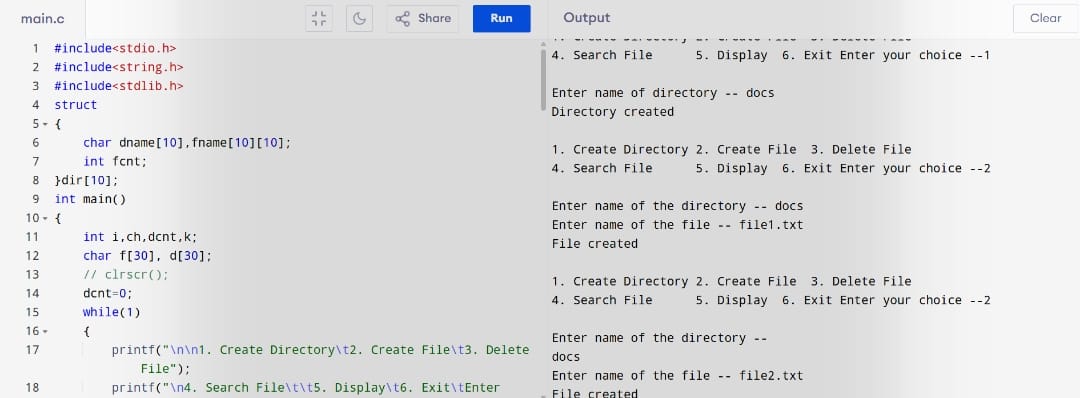 main.c
Share
Run
Output
Clear
1 #include<stdio.h>
2 #include<string.h>
3 #include<stdlib.h>
4 struct
5 {
6 char dname[10],fname[10][10];
7 int fcnt;
8 }dir[10];
9 int main()
10 {
11 int i,ch,dcnt,k;
12 char f[30], d[30];
13 // clrscr();
14 dcnt=0;
15 while(1)
16 {
17 printf("\n\n1. Create Directory\t2. Create File\t3. Delete
File");
18 printf("\n4. Search File\t\t5. Display\t6. Exit\tEnter
4. Search File 5. Display 6. Exit Enter your choice --1
Enter name of directory -- docs
Directory created
1. Create Directory 2. Create File 3. Delete File
4. Search File 5. Display 6. Exit Enter your choice --2
Enter name of the directory -- docs
Enter name of the file -- file1.txt
File created
1. Create Directory 2. Create File 3. Delete File
4. Search File 5. Display 6. Exit Enter your choice --2
Enter name of the directory --
docs
Enter name of the file -- file2.txt
File created